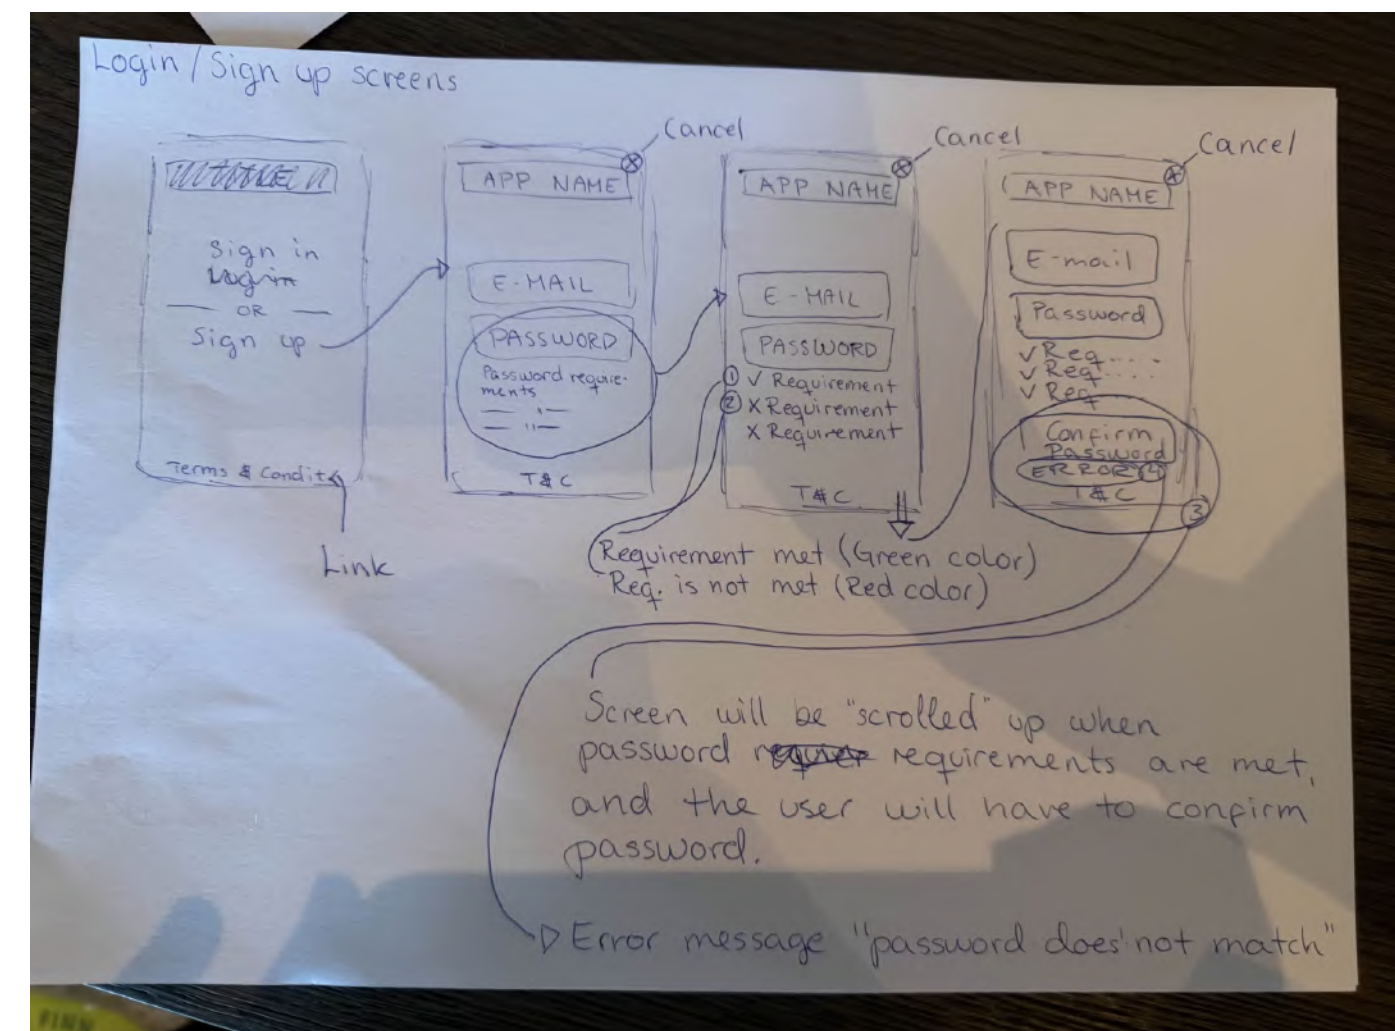 Login/Sign up screens
Sign in
Login
OR
Sign up
Terms & Condit
Link
Cancel
APP NAME
E-MAIL
PASSWORD
Password require-
ments
T&C
Cancel
APP NAME
E-MAIL
PASSWORD
1 ✓ Requirement
2 X Requirement
X Requirement
T&C
Cancel
APP NAME
E-mail
Password
✓ Req.....
✓ Req....
✓ Req
Confirm
Password
ERROR 4
T&C
3
Requirement met (Green color)
Req. is not met (Red color)
Screen will be "scrolled" up when
password requirements are met,
and the user will have to confirm
password.
Error message "password does not match"
FINN